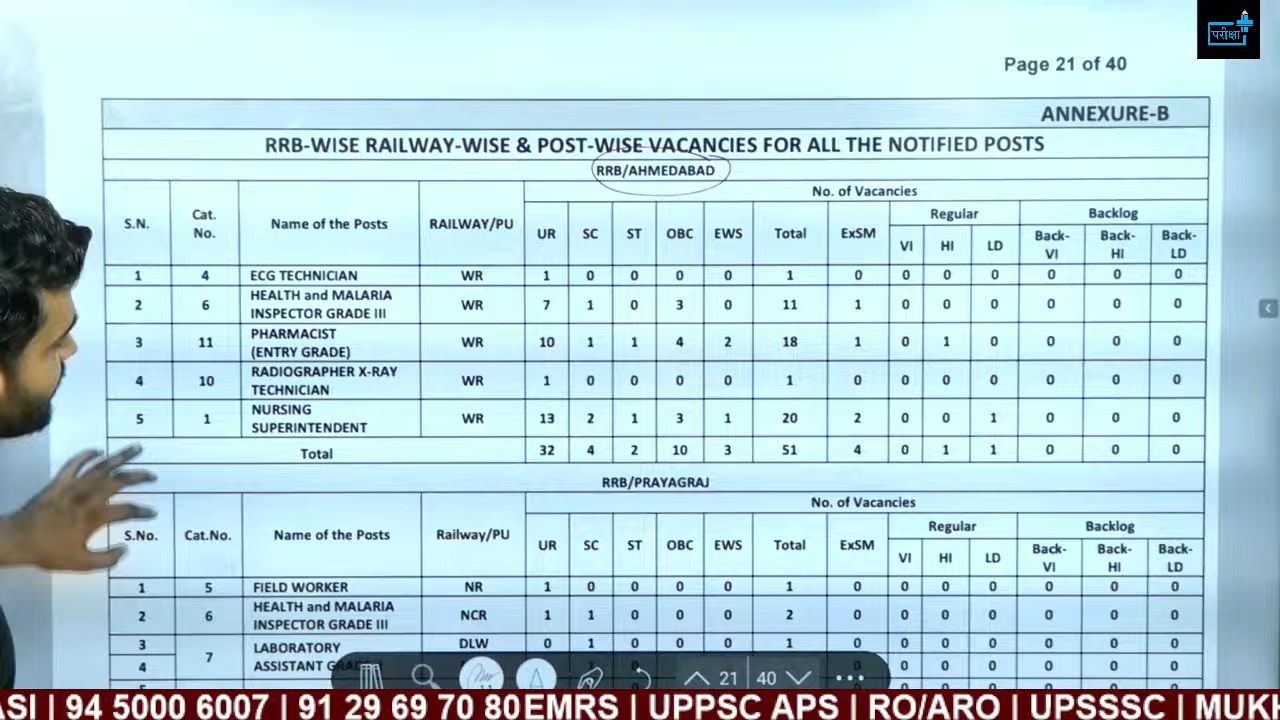 परीक्षा
Page 21 of 40
ANNEXURE-B
RRB-WISE RAILWAY-WISE & POST-WISE VACANCIES FOR ALL THE NOTIFIED POSTS
RRB/AHMEDABAD
S.N. Cat. No. Name of the Posts RAILWAY/PU No. of Vacancies
UR SC ST OBC EWS Total ExSM Regular Backlog
VI HI LD Back-VI Back-HI Back-LD
1 4 ECG TECHNICIAN WR 1 0 0 0 0 1 0 0 0 0 0 0 0
2 6 HEALTH and MALARIA INSPECTOR GRADE III WR 7 1 0 3 0 11 1 0 0 0 0 0 0
3 11 PHARMACIST (ENTRY GRADE) WR 10 1 1 4 2 18 1 0 1 0 0 0 0
4 10 RADIOGRAPHER X-RAY TECHNICIAN WR 1 0 0 0 0 1 0 0 0 0 0 0 0
5 1 NURSING SUPERINTENDENT WR 13 2 1 3 1 20 2 0 0 1 0 0 0
Total 32 4 2 10 3 51 4 0 1 1 0 0 0
RRB/PRAYAGRAJ
S.No. Cat.No. Name of the Posts Railway/PU No. of Vacancies
UR SC ST OBC EWS Total ExSM Regular Backlog
VI HI LD Back-VI Back-HI Back-LD
1 5 FIELD WORKER NR 1 0 0 0 0 1 0 0 0 0 0 0 0
2 6 HEALTH and MALARIA INSPECTOR GRADE III NCR 1 1 0 0 0 2 0 0 0 0 0 0 0
3 7 LABORATORY DLW 0 1 0 0 0 1 0 0 0 0 0 0 0
4 ASSISTANT 0 0 0 0 0 0
21 40
ASI | 94 5000 6007 | 91 29 69 70 80 EMRS | UPPSC APS | RO/ARO | UPSSSC | MUKH